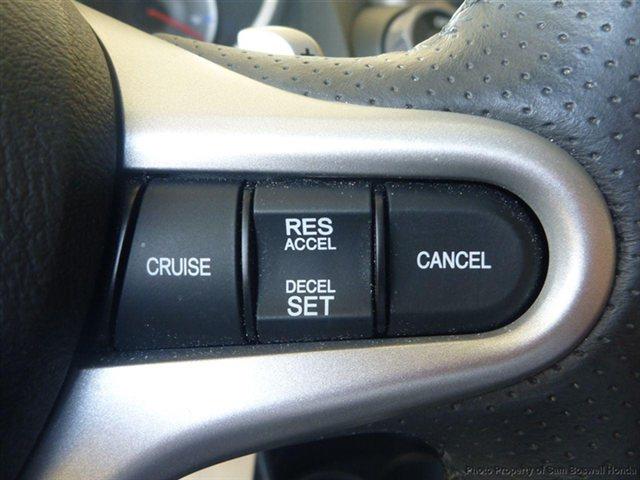 CRUISE
RES
ACCEL
DECEL
SET
CANCEL
Photo Property of Sam Boswell Honda